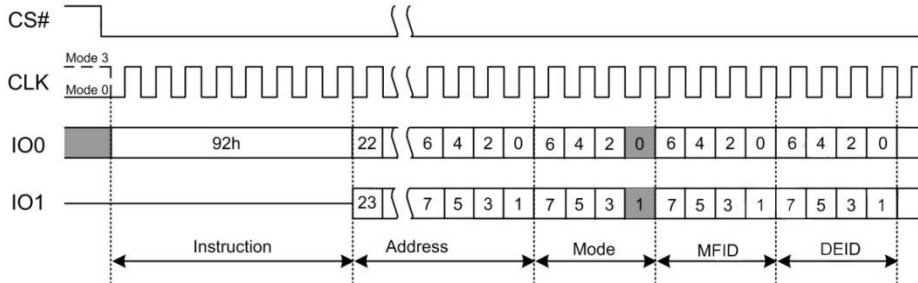 CS#
Mode 3
CLK
Mode 0
IO0 92h 22 6 4 2 0 6 4 2 0 6 4 2 0 6 4 2 0
IO1 23 7 5 3 1 7 5 3 1 7 5 3 1 7 5 3 1
Instruction Address Mode MFID DEID